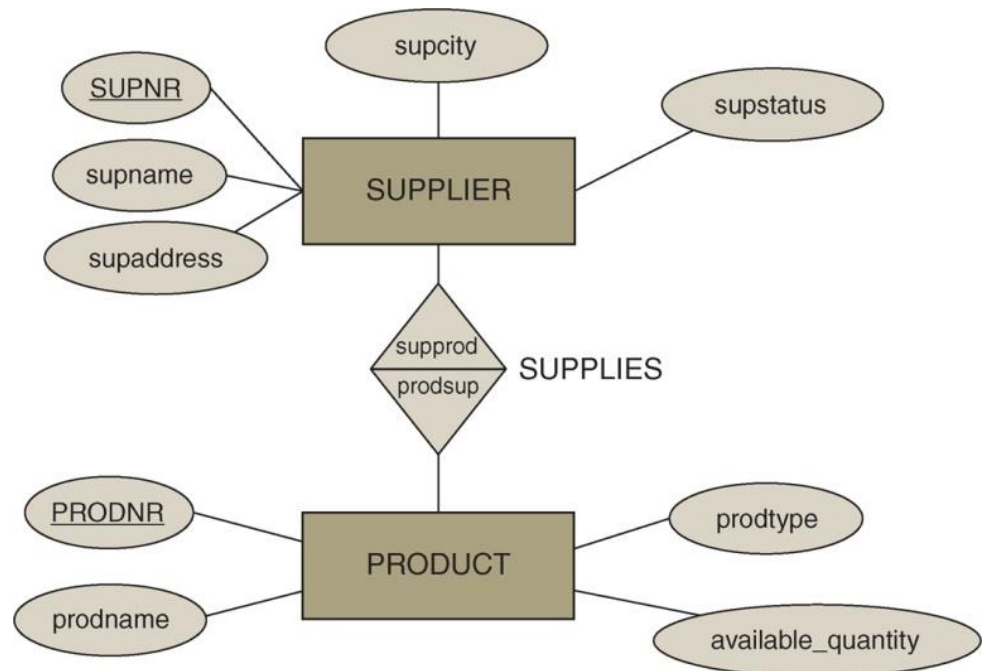 supcity
SUPNR
supstatus
supname
SUPPLIER
supaddress
supprod
prodsup
SUPPLIES
PRODNR
prodtype
PRODUCT
prodname
available_quantity